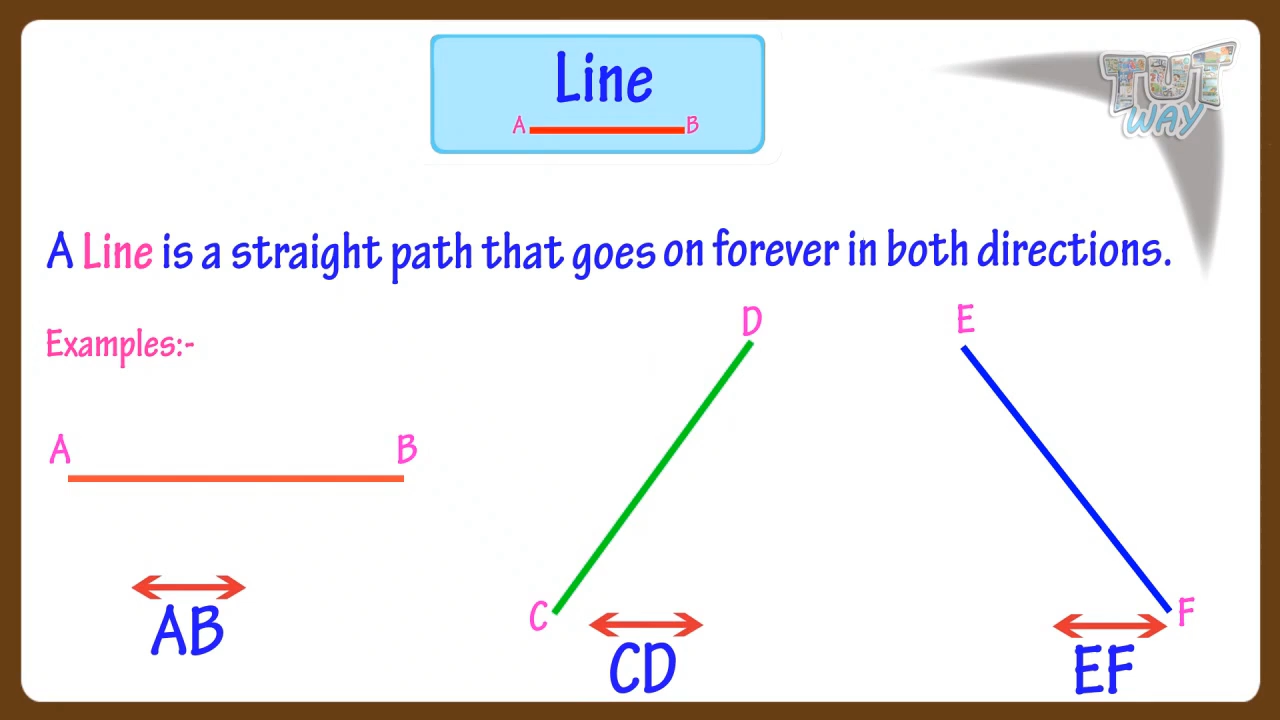 Line
A B
TUT
WAY
A Line is a straight path that goes on forever in both directions.
Examples:-
A B
D
C
E
F
AB
CD
EF